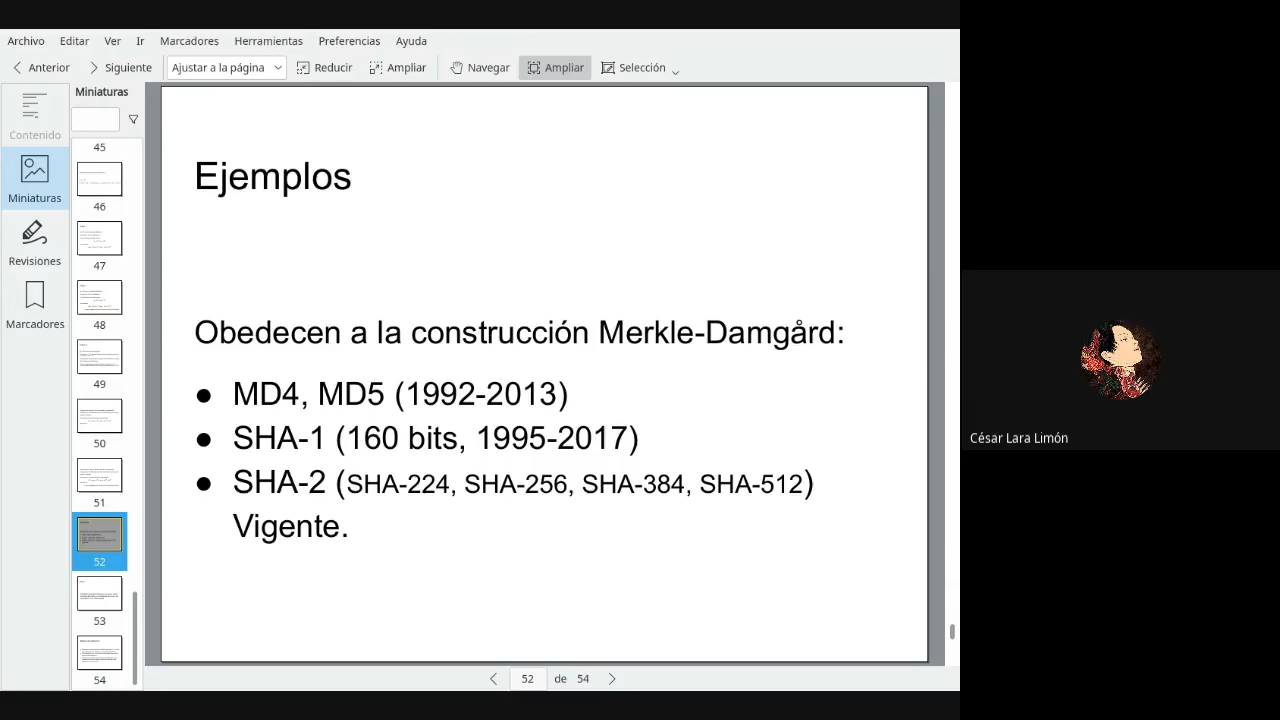 Archivo Editar Ver Ir Marcadores Herramientas Preferencias Ayuda
Anterior Siguiente Ajustar a la página Reducir Ampliar Navegar Ampliar Selección
Contenido
Miniaturas
Revisiones
Marcadores
Miniaturas
45
46
47
48
49
50
51
52
53
54
Ejemplos
Obedecen a la construcción Merkle-Damgård:
● MD4, MD5 (1992-2013)
● SHA-1 (160 bits, 1995-2017)
● SHA-2 (SHA-224, SHA-256, SHA-384, SHA-512)
Vigente.
52 de 54
César Lara Limón